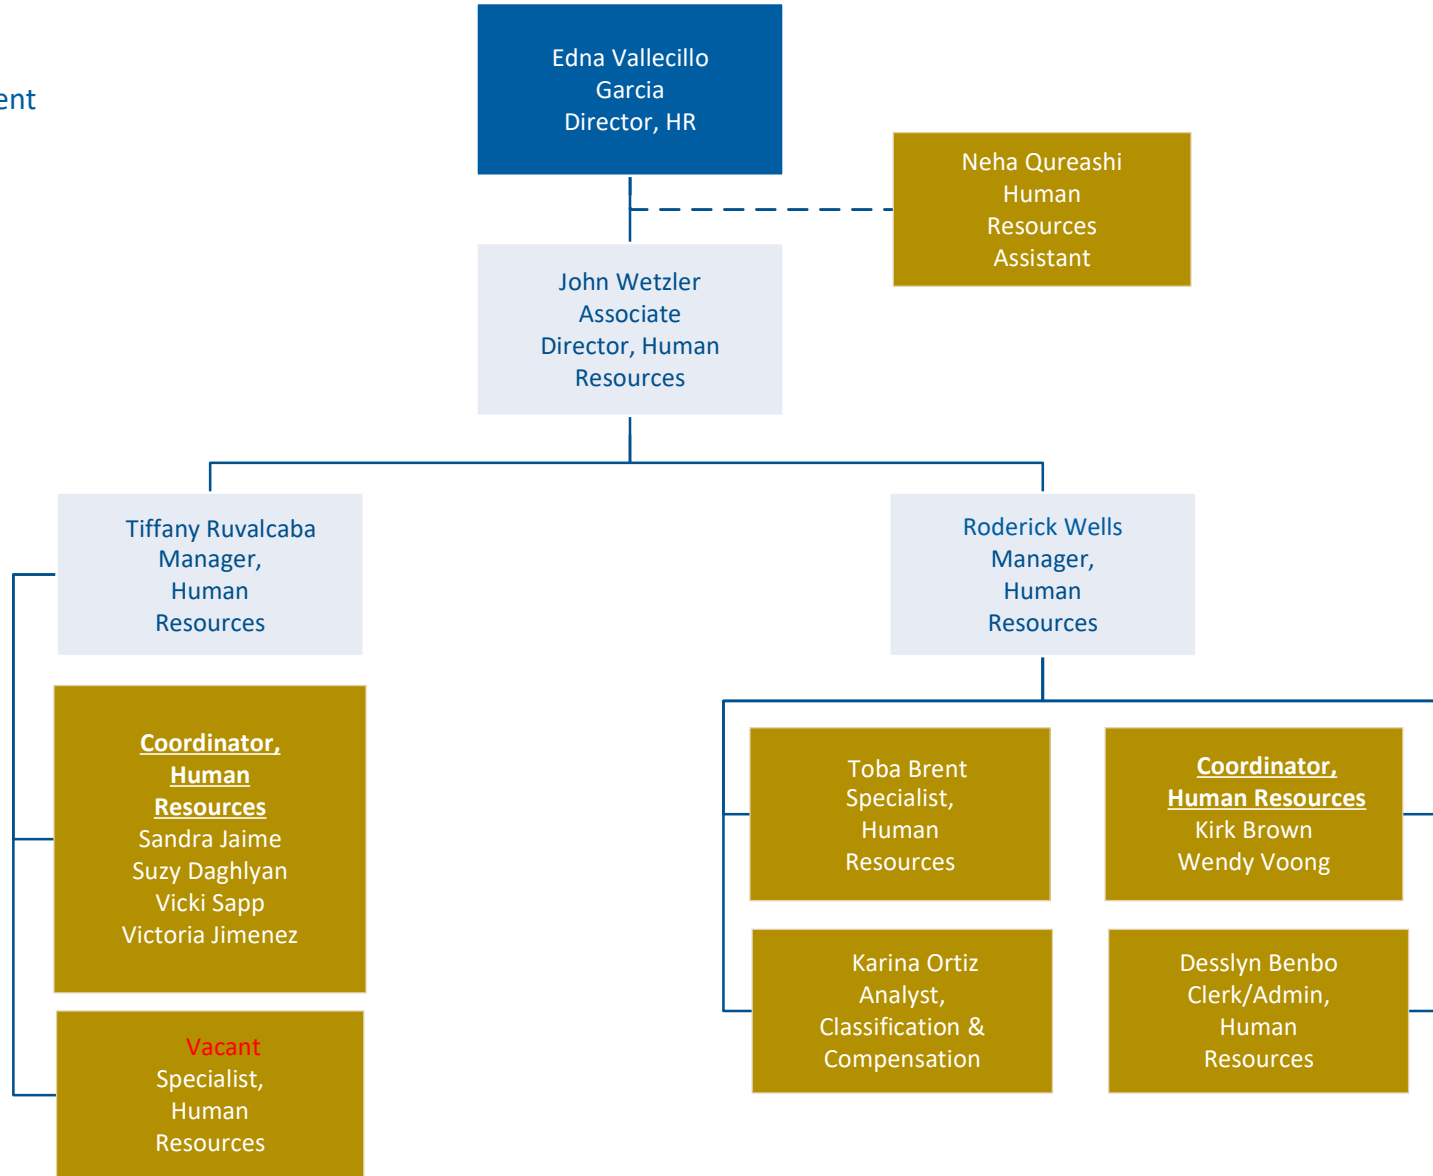 ent
Edna Vallecillo
Garcia
Director, HR
Neha Qureashi
Human
Resources
Assistant
John Wetzler
Associate
Director, Human
Resources
Tiffany Ruvalcaba
Manager,
Human
Resources
Roderick Wells
Manager,
Human
Resources
Coordinator,
Human
Resources
Sandra Jaime
Suzy Daghlyan
Vicki Sapp
Victoria Jimenez
Vacant
Specialist,
Human
Resources
Toba Brent
Specialist,
Human
Resources
Coordinator,
Human Resources
Kirk Brown
Wendy Voong
Karina Ortiz
Analyst,
Classification &
Compensation
Desslyn Benbo
Clerk/Admin,
Human
Resources